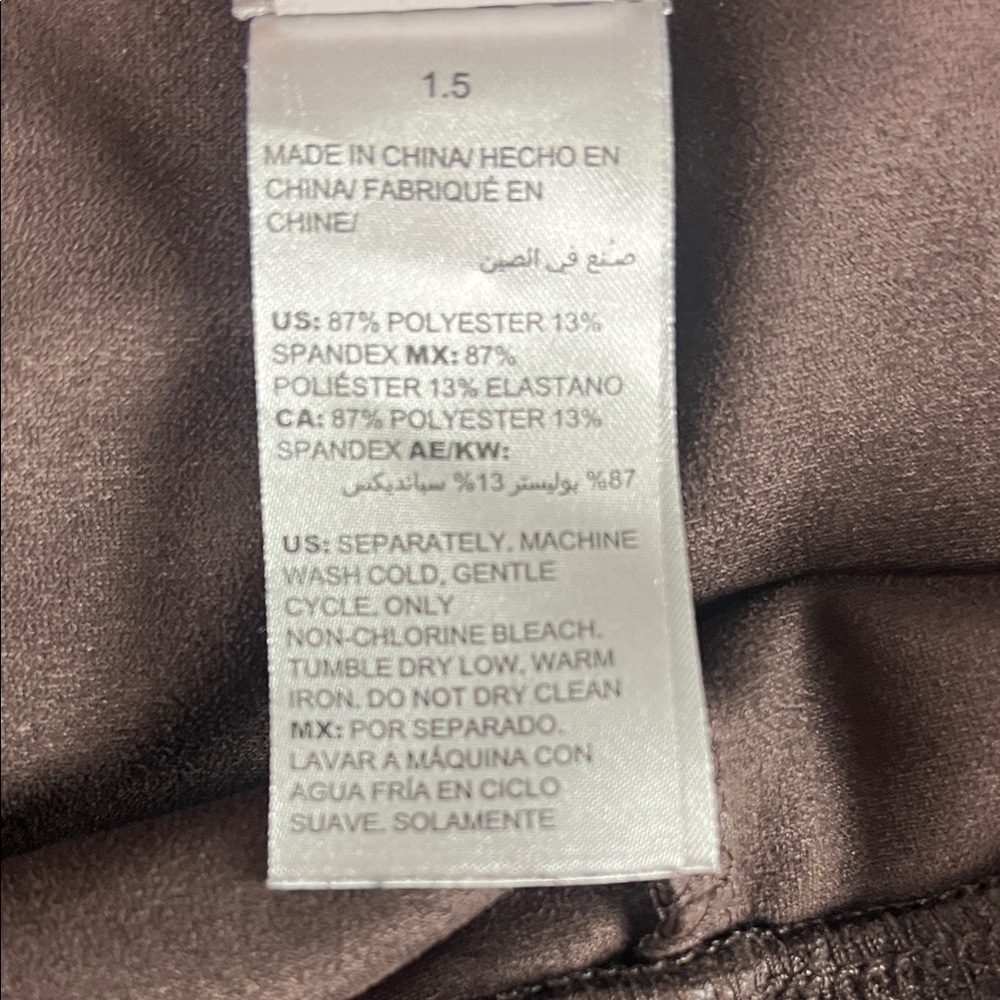 1.5
MADE IN CHINA/ HECHO EN
CHINA/ FABRIQUÉ EN
CHINE/
صنع في الصين
US: 87% POLYESTER 13%
SPANDEX MX: 87%
POLIÉSTER 13% ELASTANO
CA: 87% POLYESTER 13%
SPANDEX AE/KW:
87% بوليستر 13% سبانديكس
US: SEPARATELY. MACHINE
WASH COLD, GENTLE
CYCLE. ONLY
NON-CHLORINE BLEACH.
TUMBLE DRY LOW. WARM
IRON. DO NOT DRY CLEAN
MX: POR SEPARADO.
LAVAR A MÁQUINA CON
AGUA FRÍA EN CICLO
SUAVE. SOLAMENTE